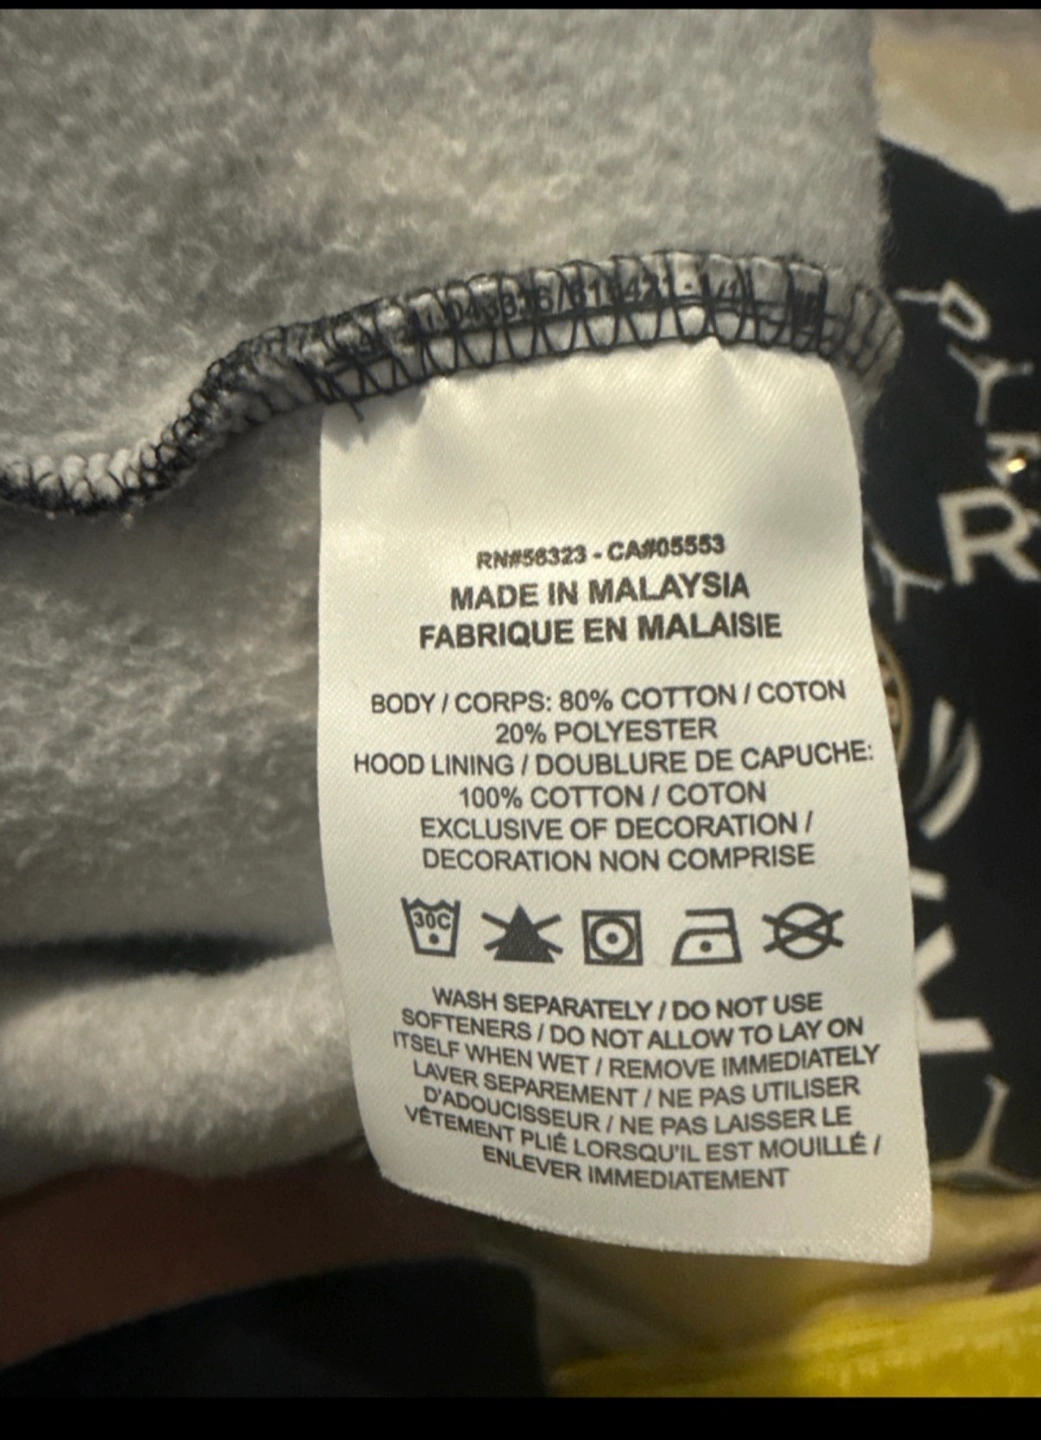 RN#56323 - CA#05553
MADE IN MALAYSIA
FABRIQUE EN MALAISIE
BODY / CORPS: 80% COTTON / COTON
20% POLYESTER
HOOD LINING / DOUBLURE DE CAPUCHE:
100% COTTON / COTON
EXCLUSIVE OF DECORATION /
DECORATION NON COMPRISE
30C
WASH SEPARATELY / DO NOT USE
SOFTENERS / DO NOT ALLOW TO LAY ON
ITSELF WHEN WET / REMOVE IMMEDIATELY
LAVER SEPAREMENT / NE PAS UTILISER
D'ADOUCISSEUR / NE PAS LAISSER LE
VÊTEMENT PLIÉ LORSQU'IL EST MOUILLÉ /
ENLEVER IMMEDIATEMENT